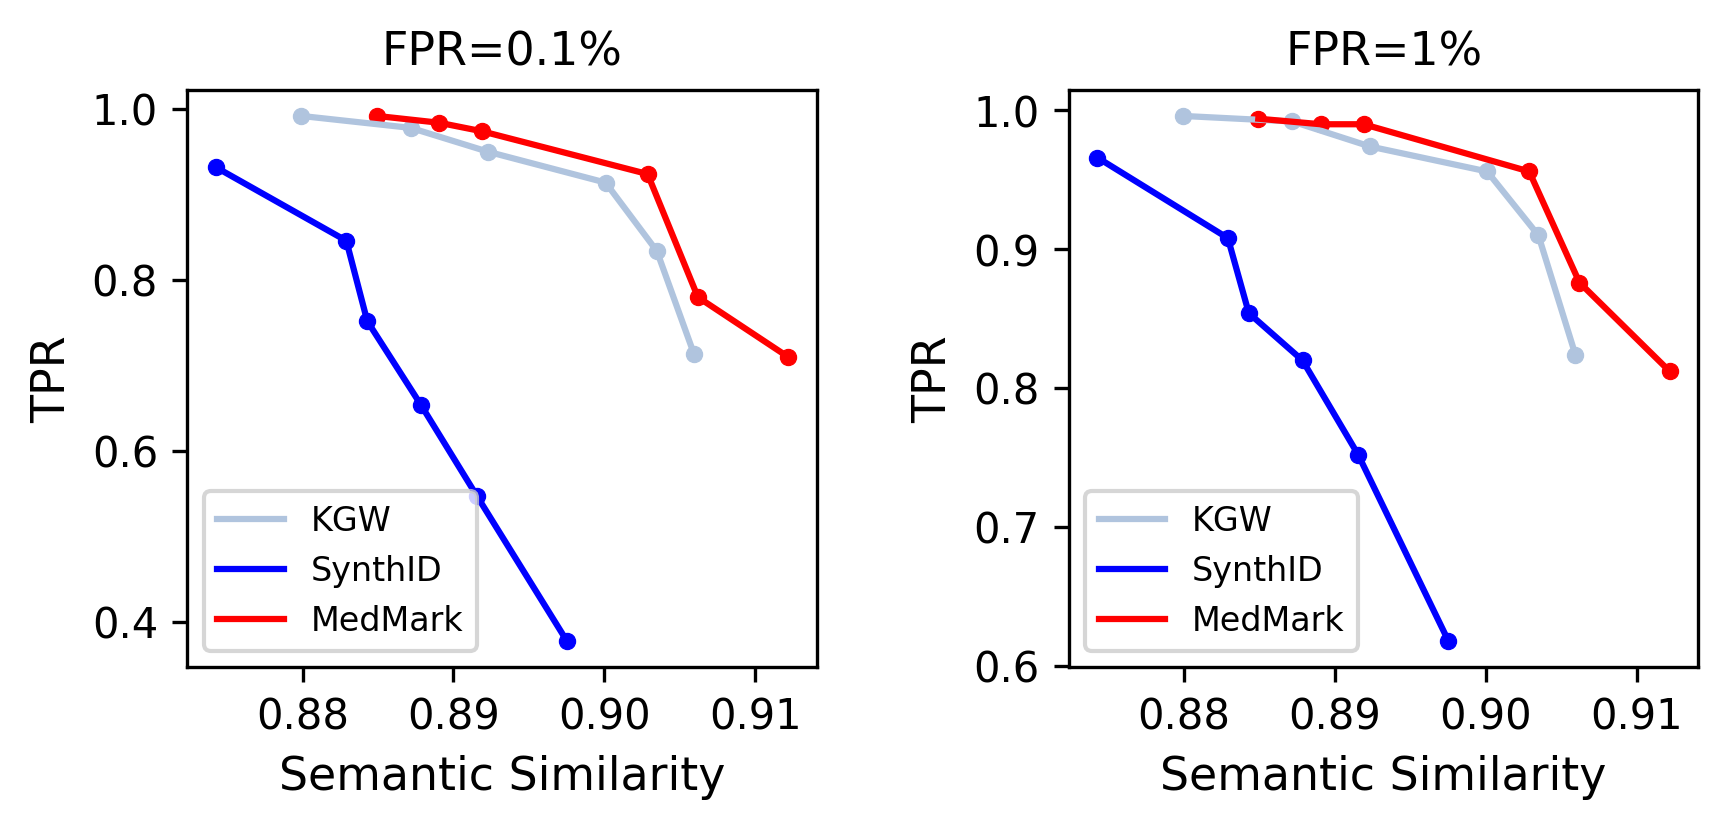 FPR=0.1%
1.0
0.8
0.6
0.4
TPR
KGW
SynthID
MedMark
0.88 0.89 0.90 0.91
Semantic Similarity
FPR=1%
1.0
0.9
0.8
0.7
0.6
TPR
KGW
SynthID
MedMark
0.88 0.89 0.90 0.91
Semantic Similarity